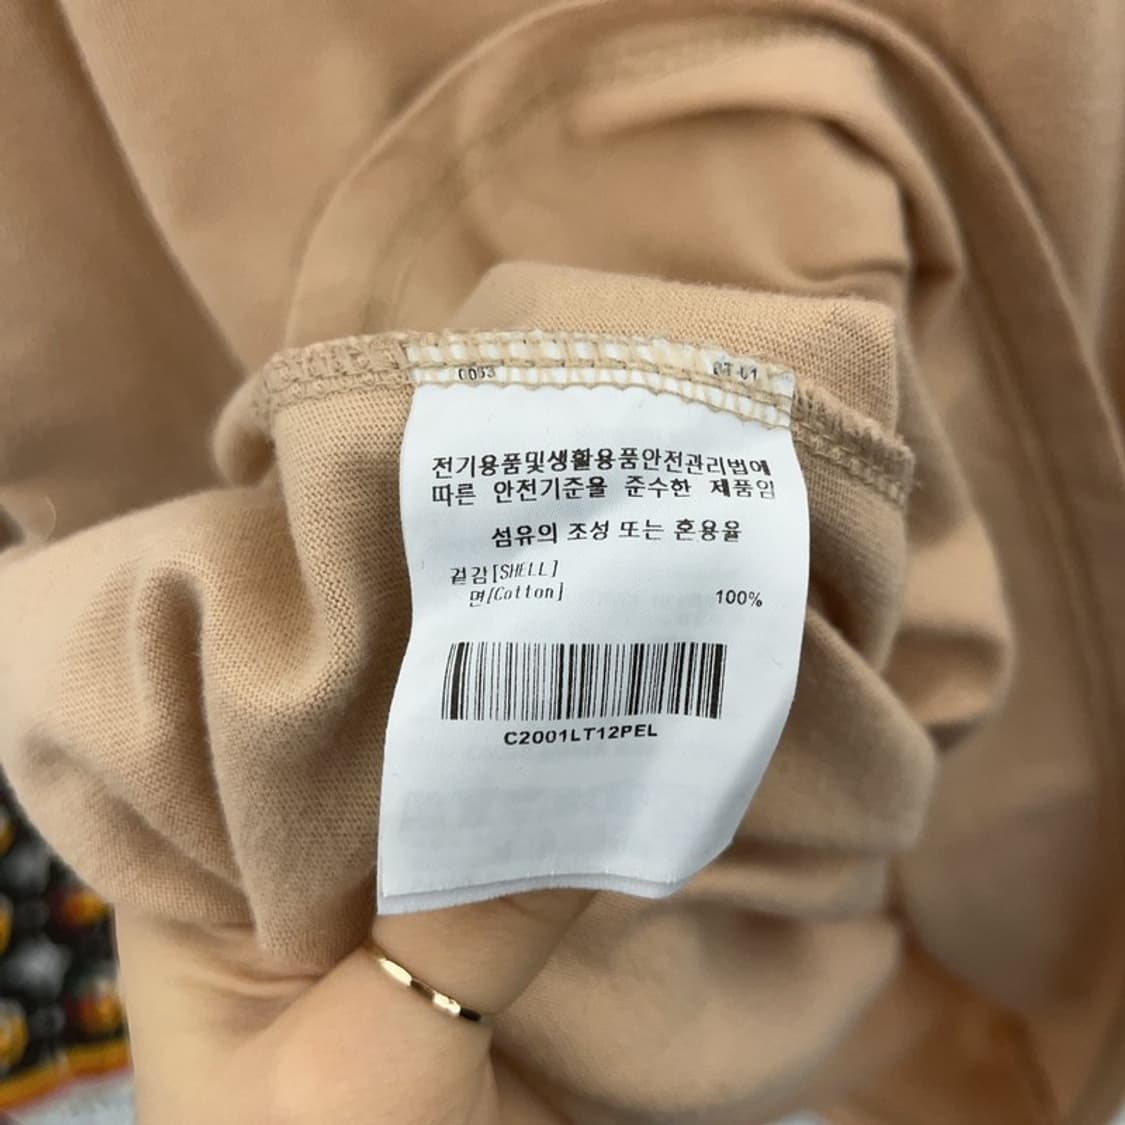 0053
전기용품및생활용품안전관리법에
따른 안전기준을 준수한 제품임
섬유의 조성 또는 혼용율
겉감[SHELL]
면[Cotton] 100%
C2001LT12PEL